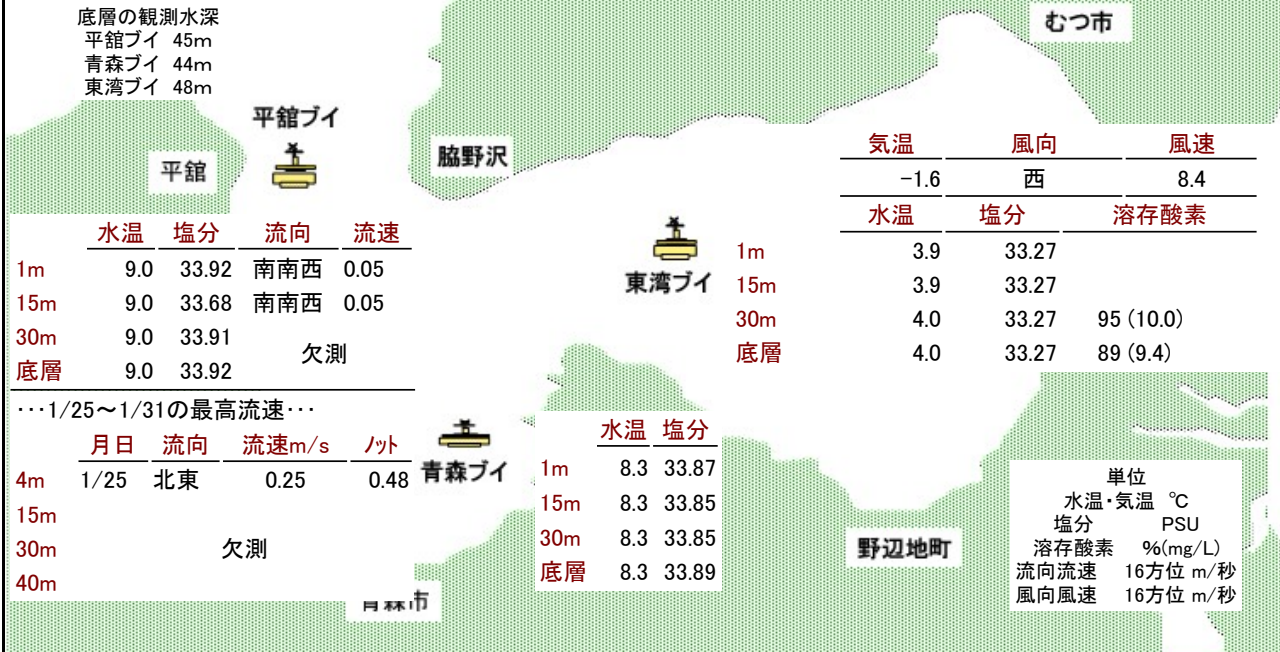 底層の観測水深
平舘ブイ 45m
青森ブイ 44m
東湾ブイ 48m
むつ市
平舘ブイ
平舘
脇野沢
気温 風向 風速
-1.6 西 8.4
水温 塩分 溶存酸素
1m 3.9 33.27
15m 3.9 33.27
30m 4.0 33.27 95 (10.0)
底層 4.0 33.27 89 (9.4)
東湾ブイ
水温 塩分 流向 流速
1m 9.0 33.92 南南西 0.05
15m 9.0 33.68 南南西 0.05
30m 9.0 33.91
欠測
底層 9.0 33.92
･･･1/25～1/31の最高流速･･･
月日 流向 流速m/s ノット
4m 1/25 北東 0.25 0.48
15m
30m 欠測
40m
青森ブイ
水温 塩分
1m 8.3 33.87
15m 8.3 33.85
30m 8.3 33.85
底層 8.3 33.89
青森市
野辺地町
単位
水温・気温 ℃
塩分 PSU
溶存酸素 %(mg/L)
流向流速 16方位 m/秒
風向風速 16方位 m/秒